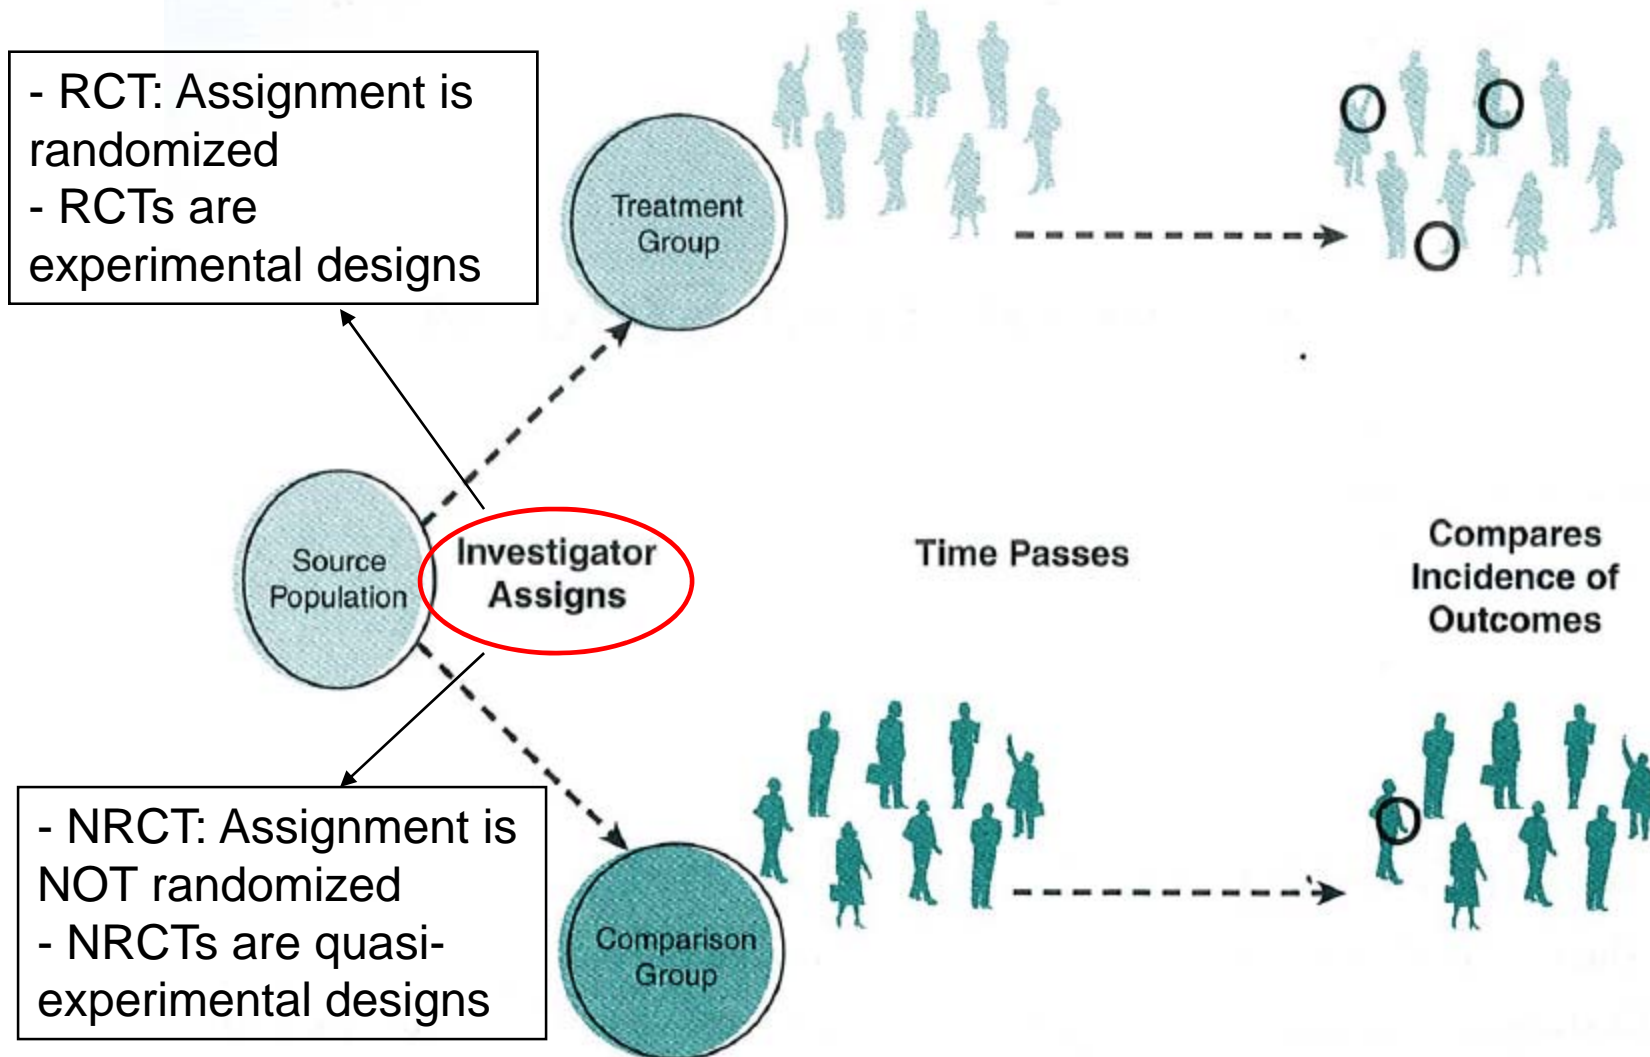 - RCT: Assignment is
randomized
- RCTs are
experimental designs
Treatment
Group
Source
Population
Investigator
Assigns
Time Passes
Compares
Incidence of
Outcomes
- NRCT: Assignment is
NOT randomized
- NRCTs are quasi-
experimental designs
Comparison
Group